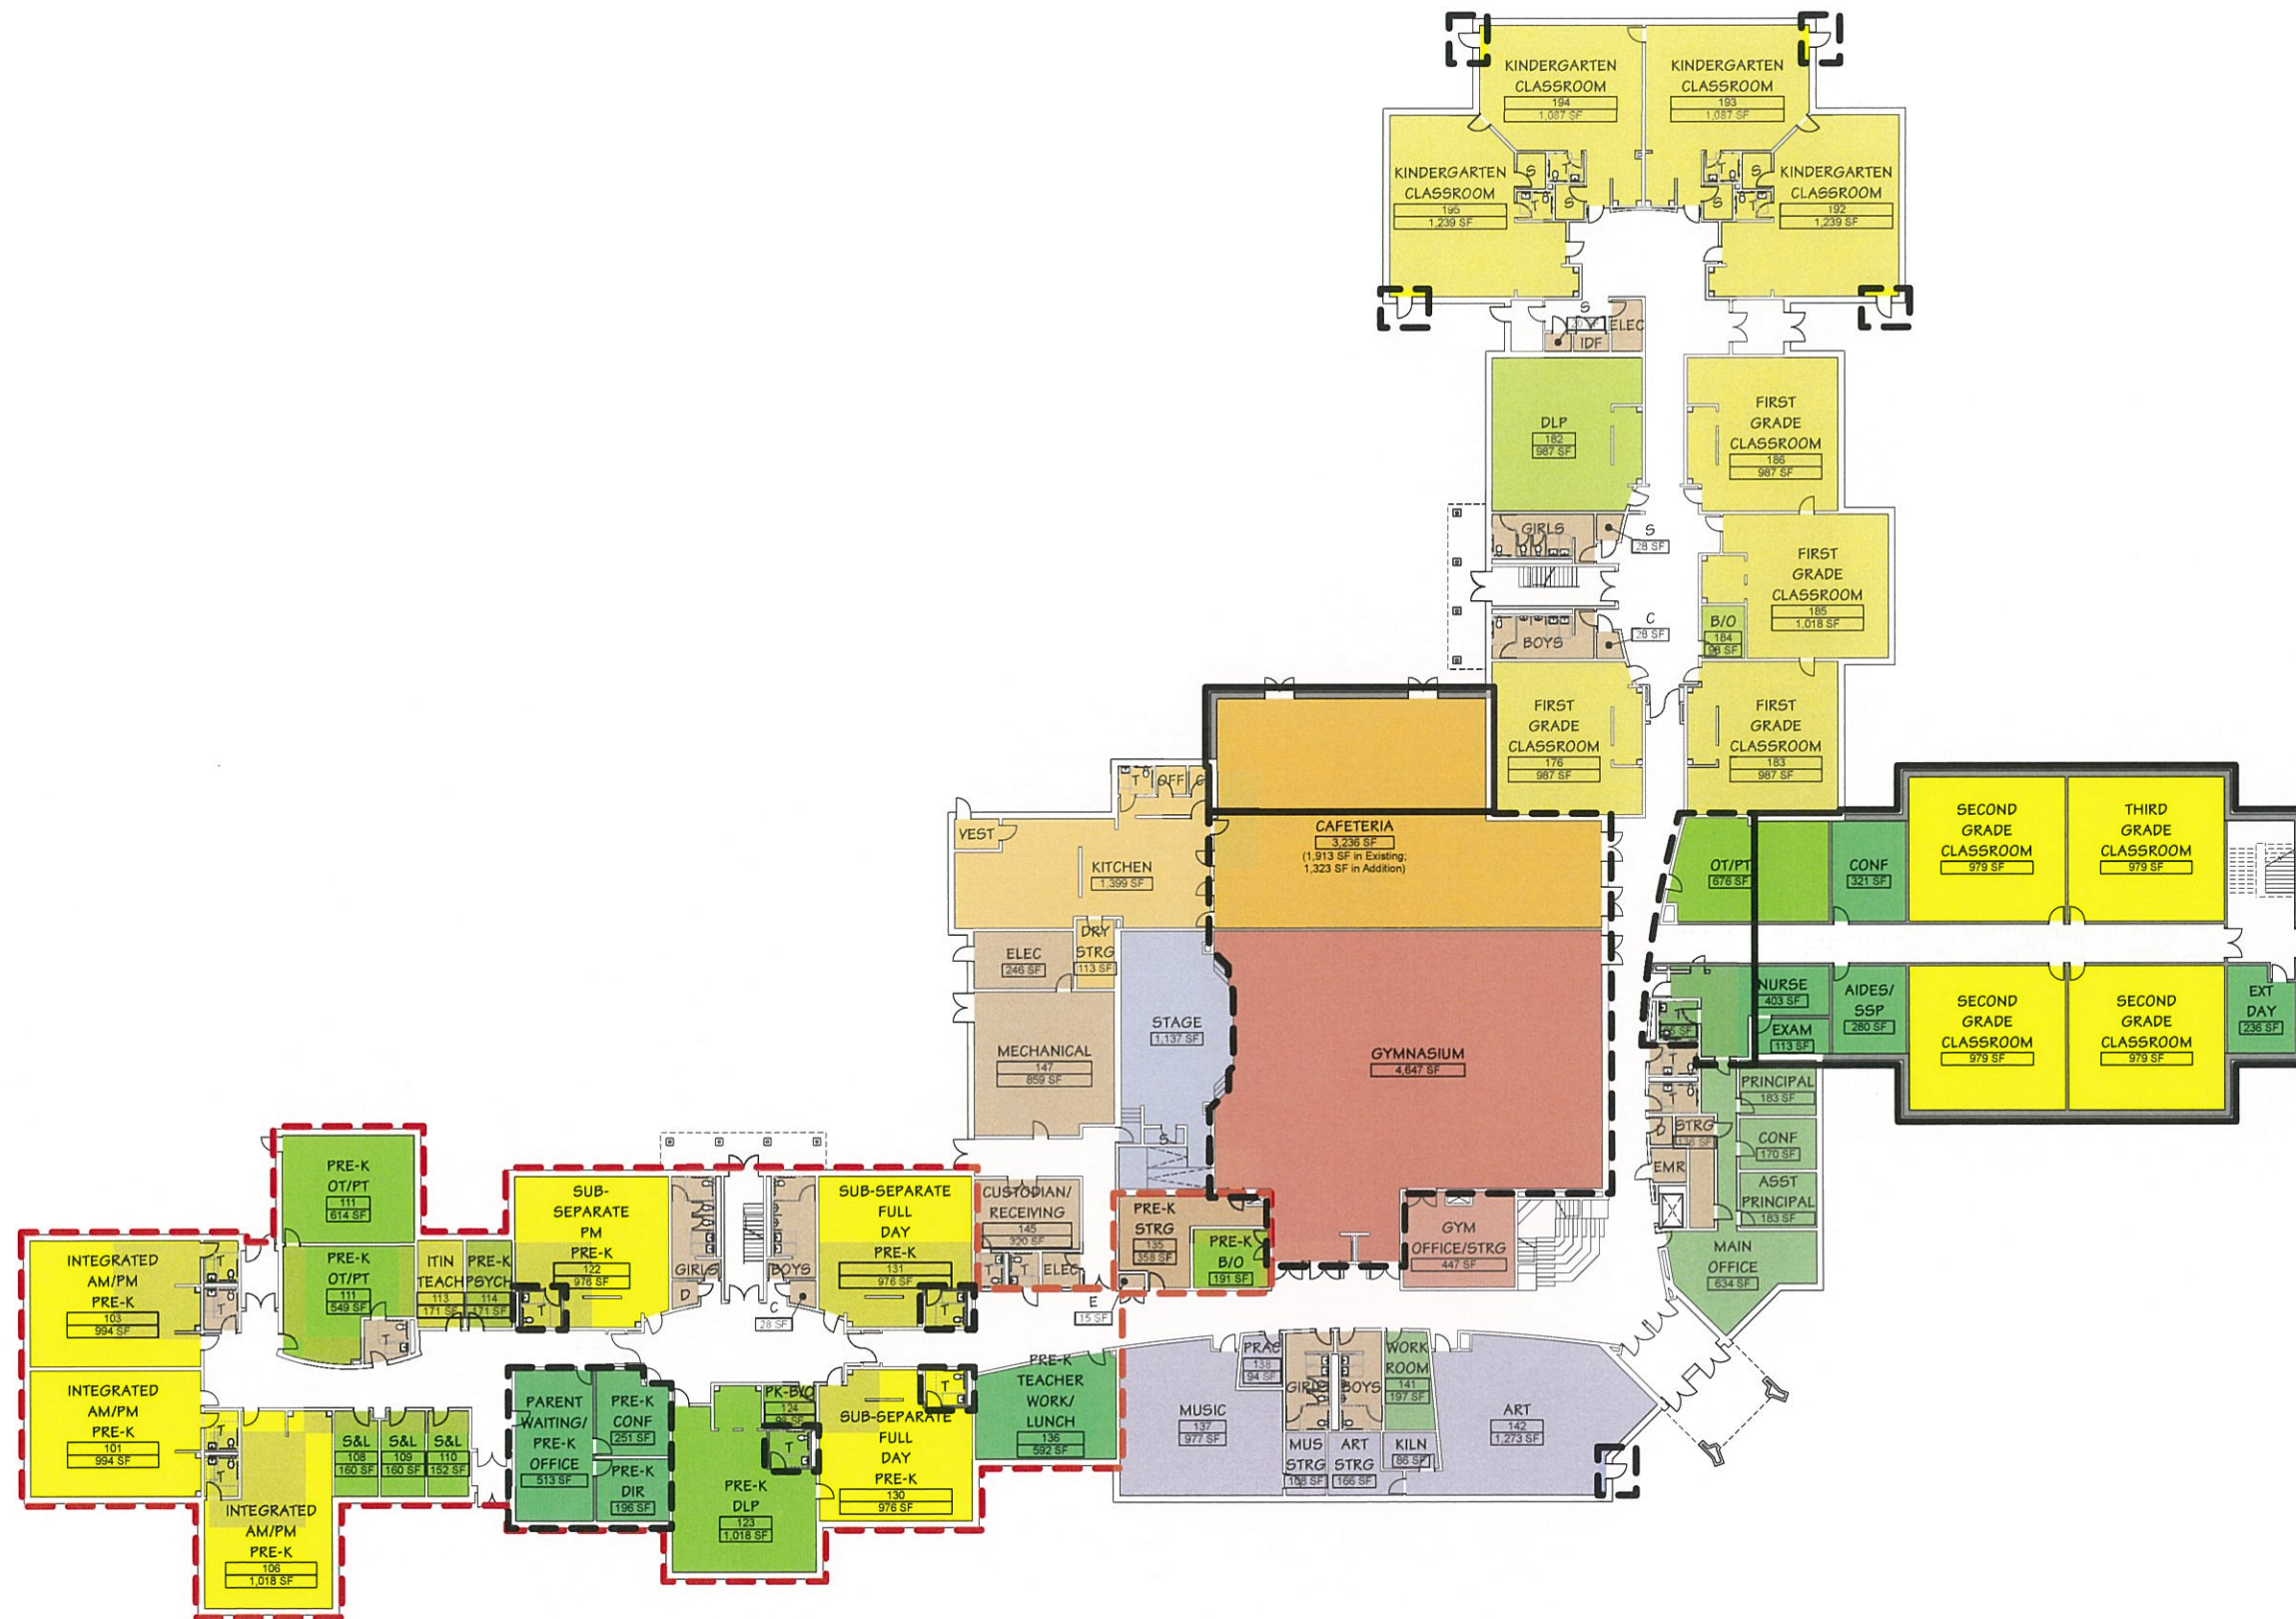 KINDERGARTEN
CLASSROOM
194
1,087 SF
KINDERGARTEN
CLASSROOM
193
1,087 SF
KINDERGARTEN
CLASSROOM
195
1,239 SF
KINDERGARTEN
CLASSROOM
192
1,239 SF
S
T
T
S
T
S
S
T
S
ELEC
IDF
DLP
182
987 SF
FIRST
GRADE
CLASSROOM
186
987 SF
GIRLS
S
28 SF
FIRST
GRADE
CLASSROOM
185
1,018 SF
BOYS
C
28 SF
B/O
184
98 SF
FIRST
GRADE
CLASSROOM
176
987 SF
FIRST
GRADE
CLASSROOM
183
987 SF
T
OFF
VEST
KITCHEN
1,399 SF
CAFETERIA
3,236 SF
(1,913 SF in Existing;
1,323 SF in Addition)
OT/PT
676 SF
CONF
321 SF
SECOND
GRADE
CLASSROOM
979 SF
THIRD
GRADE
CLASSROOM
979 SF
ELEC
246 SF
DRY
STRG
113 SF
STAGE
1,137 SF
S
MECHANICAL
147
859 SF
GYMNASIUM
4,647 SF
NURSE
403 SF
EXAM
113 SF
AIDES/
SSP
280 SF
SECOND
GRADE
CLASSROOM
979 SF
SECOND
GRADE
CLASSROOM
979 SF
EXT
DAY
236 SF
T
T
T
D
STRG
136 SF
EMR
PRINCIPAL
183 SF
CONF
170 SF
ASST
PRINCIPAL
183 SF
MAIN
OFFICE
634 SF
PRE-K
OT/PT
111
614 SF
PRE-K
OT/PT
111
549 SF
T
INTEGRATED
AM/PM
PRE-K
103
994 SF
T
T
ITIN
TEACH
113
171 SF
PRE-K
PSYCH
114
171 SF
SUB-
SEPARATE
PM
PRE-K
122
976 SF
T
GIRLS
D
BOYS
C
28 SF
SUB-SEPARATE
FULL
DAY
PRE-K
131
976 SF
T
CUSTODIAN/
RECEIVING
145
320 SF
T
T
ELEC
E
15 SF
PRE-K
STRG
135
358 SF
PRE-K
B/O
191 SF
GYM
OFFICE/STRG
447 SF
INTEGRATED
AM/PM
PRE-K
101
994 SF
T
T
INTEGRATED
AM/PM
PRE-K
106
1,018 SF
S&L
108
160 SF
S&L
109
160 SF
S&L
110
152 SF
PARENT
WAITING/
PRE-K
OFFICE
513 SF
PRE-K
CONF
251 SF
PRE-K
DIR
196 SF
PK-B/O
124
98 SF
T
PRE-K
DLP
123
1,018 SF
T
SUB-SEPARATE
FULL
DAY
PRE-K
130
976 SF
PRE-K
TEACHER
WORK/
LUNCH
136
592 SF
MUSIC
137
977 SF
PRAC
138
94 SF
GIRLS
BOYS
WORK
ROOM
141
197 SF
MUS
STRG
108 SF
ART
STRG
166 SF
KILN
86 SF
ART
142
1,273 SF